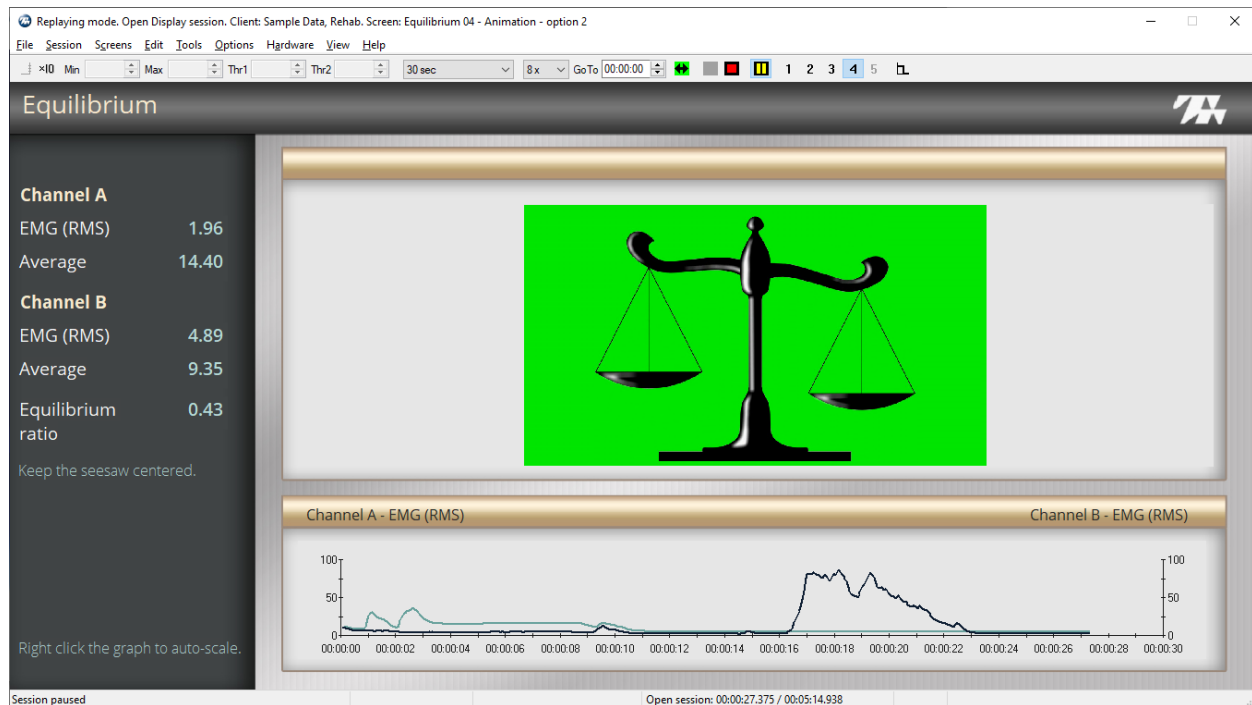 Replaying mode. Open Display session. Client: Sample Data, Rehab. Screen: Equilibrium 04 - Animation - option 2
File Session Screens Edit Tools Options Hardware View Help
×10 Min Max Thr1 Thr2 30 sec 8 x GoTo 00:00:00 1 2 3 4 5
Equilibrium
Channel A
EMG (RMS) 1.96
Average 14.40
Channel B
EMG (RMS) 4.89
Average 9.35
Equilibrium 0.43
ratio
Keep the seesaw centered.
Right click the graph to auto-scale.
Channel A - EMG (RMS) Channel B - EMG (RMS)
100 100
50 50
0 0
00:00:00 00:00:02 00:00:04 00:00:06 00:00:08 00:00:10 00:00:12 00:00:14 00:00:16 00:00:18 00:00:20 00:00:22 00:00:24 00:00:26 00:00:28 00:00:30
Session paused Open session: 00:00:27.375 / 00:05:14.938